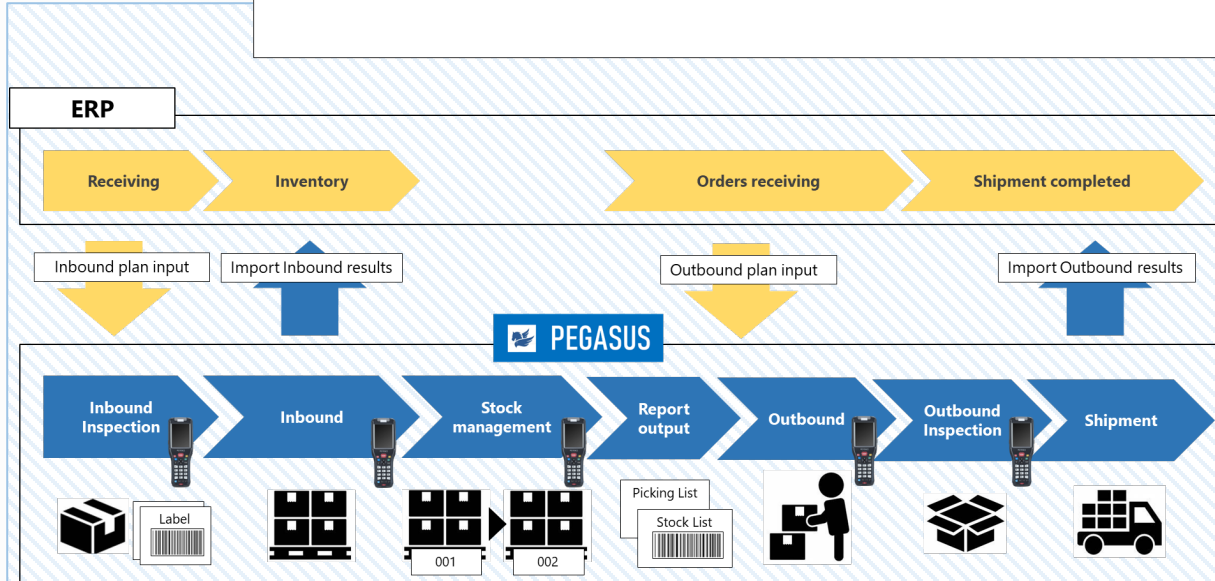 ERP
Receiving
Inventory
Orders receiving
Shipment completed
Inbound plan input
Import Inbound results
Outbound plan input
Import Outbound results
PEGASUS
Inbound
Inspection
Inbound
Stock
management
Report
output
Outbound
Outbound
Inspection
Shipment
Label
001
002
Picking List
Stock List